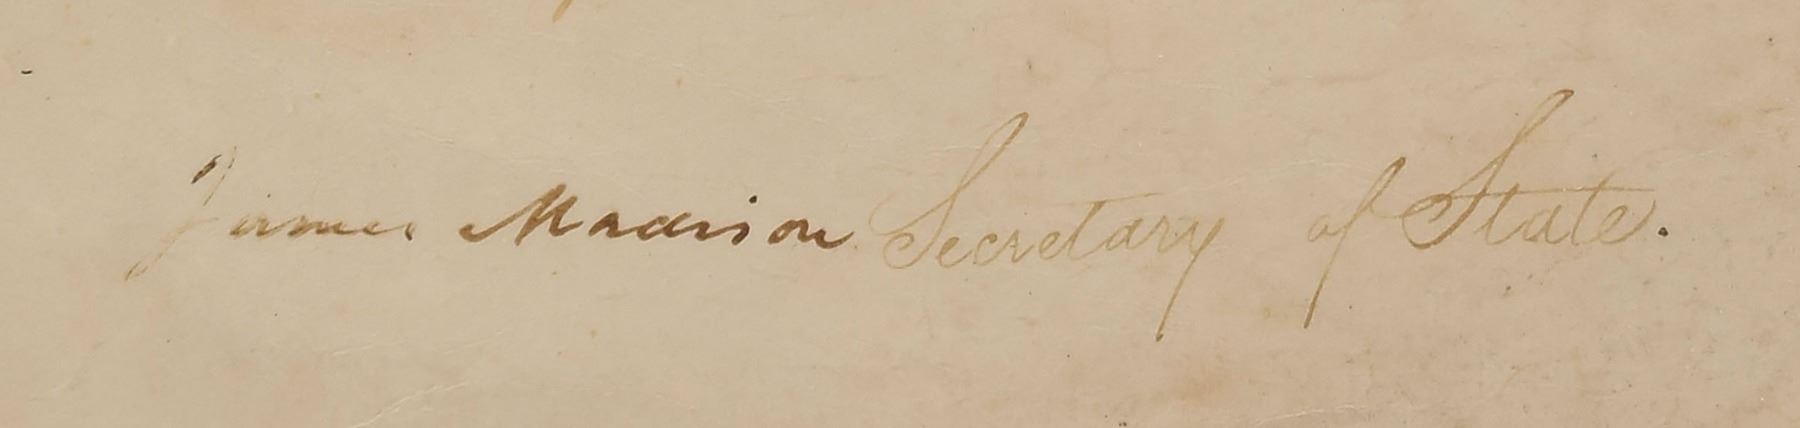 James Madison Secretary of State.